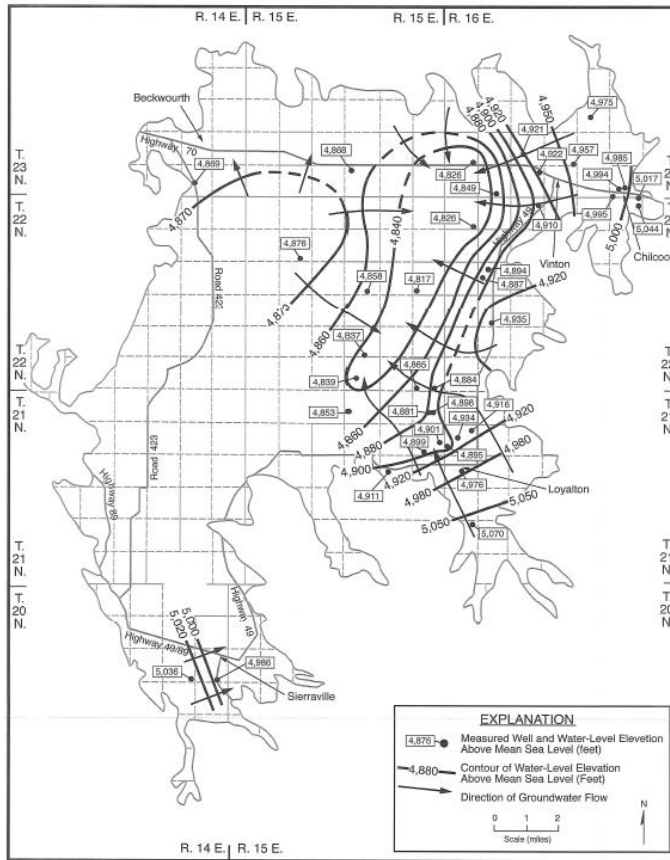 R. 14 E. R. 15 E.
R. 15 E. R. 16 E.
Beckwourth
Highway 70
4,869
4,868
4,826
4,849
4,826
4,920
4,900
4,880
4,921
4,950
4,975
4,922
4,957
4,994
4,985
5,017
4,995
5,000
5,044
Chilcoot
4,910
Vinton
Highway 49
T.
23
N.
T.
22
N.
4,870
4,840
4,876
4,858
4,817
4,894
4,887
4,920
4,935
Road 423
4,860
4,837
4,839
4,865
4,884
T.
22
N.
T.
21
N.
4,853
4,881
4,898
4,916
4,934
4,901
4,899
4,895
4,920
4,980
4,860
4,880
4,900
4,920
4,911
4,976
Loyalton
4,980
5,050
5,050
5,070
Road 423
Highway 89
T.
21
N.
T.
20
N.
Highway 49
5,000
5,020
Highway 49/89
5,036
4,986
Sierraville
EXPLANATION
4,876 Measured Well and Water-Level Elevation
Above Mean Sea Level (feet)
4,880 Contour of Water-Level Elevation
Above Mean Sea Level (Feet)
Direction of Groundwater Flow
N
0 1 2
Scale (miles)
R. 14 E. R. 15 E.